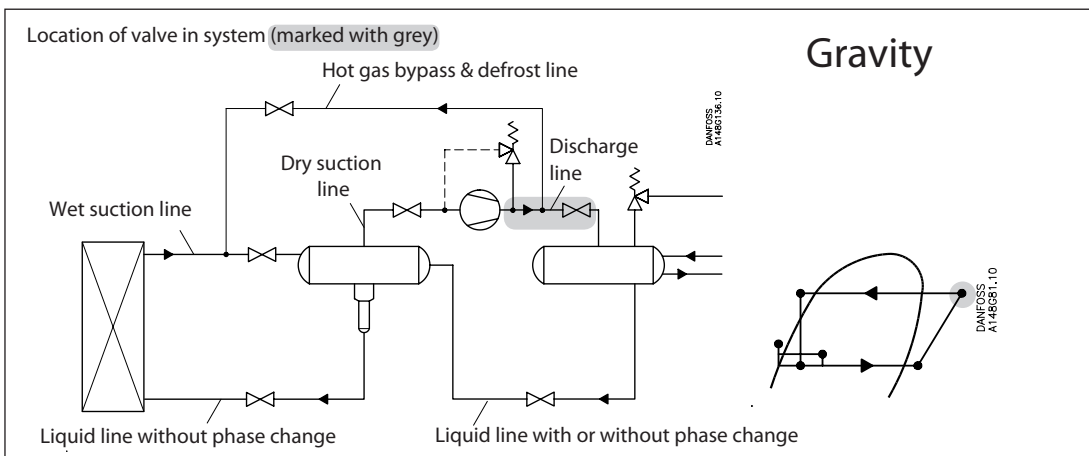 Location of valve in system (marked with grey)
Gravity
Hot gas bypass & defrost line
DANFOSS
A148G136.10
Discharge
line
Dry suction
line
Wet suction line
DANFOSS
A148G81.10
Liquid line without phase change
Liquid line with or without phase change